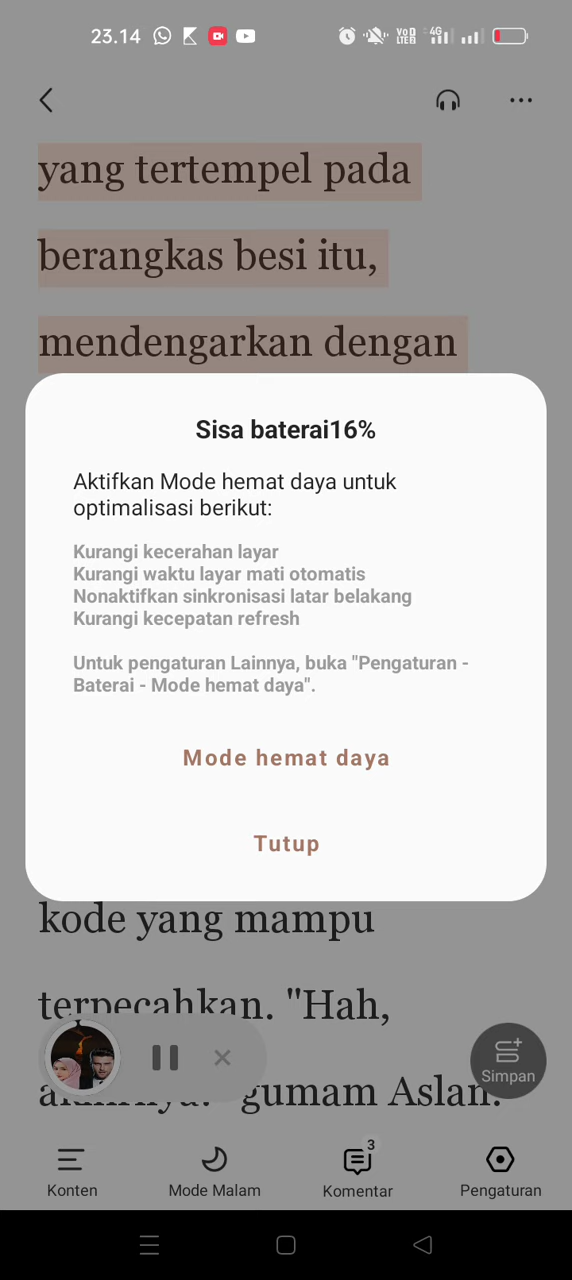 23.14
VoD
LTE2
4G
yang tertempel pada
berangkas besi itu,
mendengarkan dengan
Sisa baterai16%
Aktifkan Mode hemat daya untuk
optimalisasi berikut:
Kurangi kecerahan layar
Kurangi waktu layar mati otomatis
Nonaktifkan sinkronisasi latar belakang
Kurangi kecepatan refresh
Untuk pengaturan Lainnya, buka "Pengaturan -
Baterai - Mode hemat daya".
Mode hemat daya
Tutup
kode yang mampu
terpecahkan. "Hah,
gumam Aslan.
Simpan
3
Konten
Mode Malam
Komentar
Pengaturan